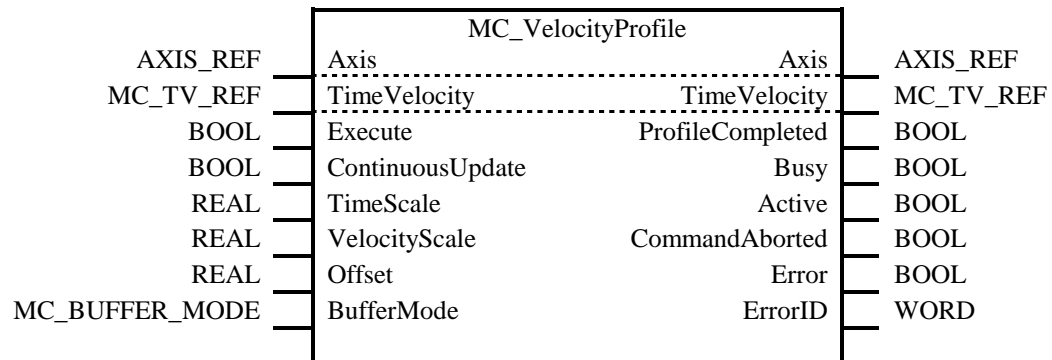 MC_VelocityProfile
AXIS_REF Axis Axis AXIS_REF
MC_TV_REF TimeVelocity TimeVelocity MC_TV_REF
BOOL Execute ProfileCompleted BOOL
BOOL ContinuousUpdate Busy BOOL
REAL TimeScale Active BOOL
REAL VelocityScale CommandAborted BOOL
REAL Offset Error BOOL
MC_BUFFER_MODE BufferMode ErrorID WORD